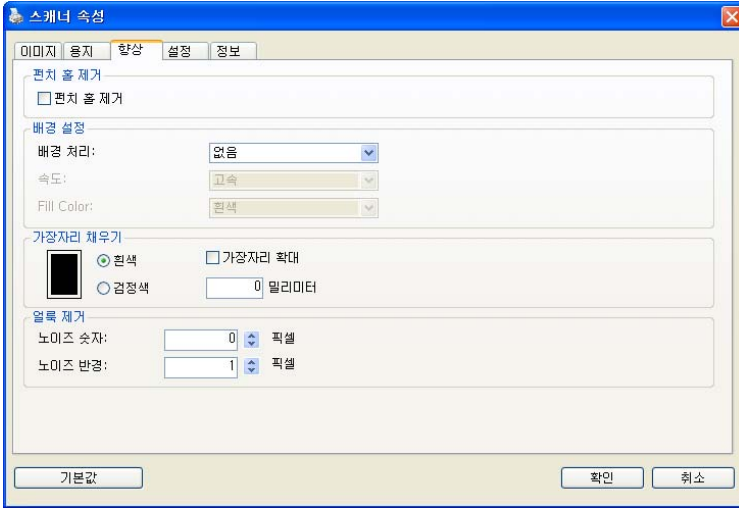 스캐너 속성
이미지 용지 향상 설정 정보
펀치 홀 제거
펀치 홀 제거
배경 설정
배경 처리: 없음
속도: 고속
Fill Color: 흰색
가장자리 채우기
흰색 가장자리 확대
검정색 0 밀리미터
얼룩 제거
노이즈 숫자: 0 픽셀
노이즈 반경: 1 픽셀
기본값 확인 취소